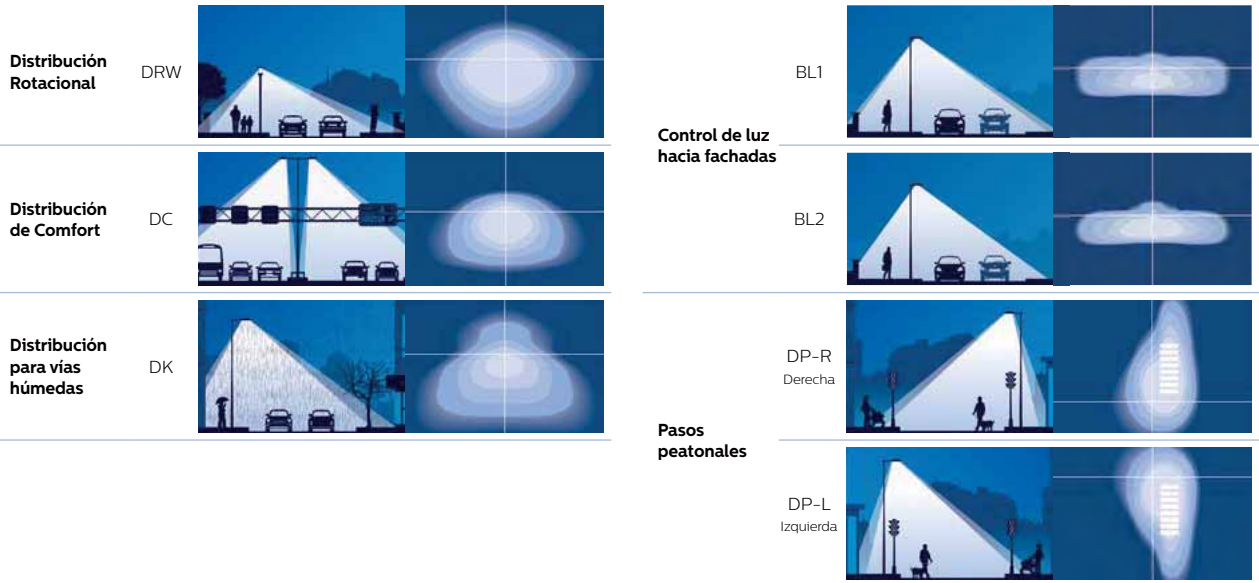 Distribución
Rotacional
DRW
Distribución
de Comfort
DC
Distribución
para vías
húmedas
DK
Control de luz
hacia fachadas
BL1
BL2
Pasos
peatonales
DP-R
Derecha
DP-L
Izquierda